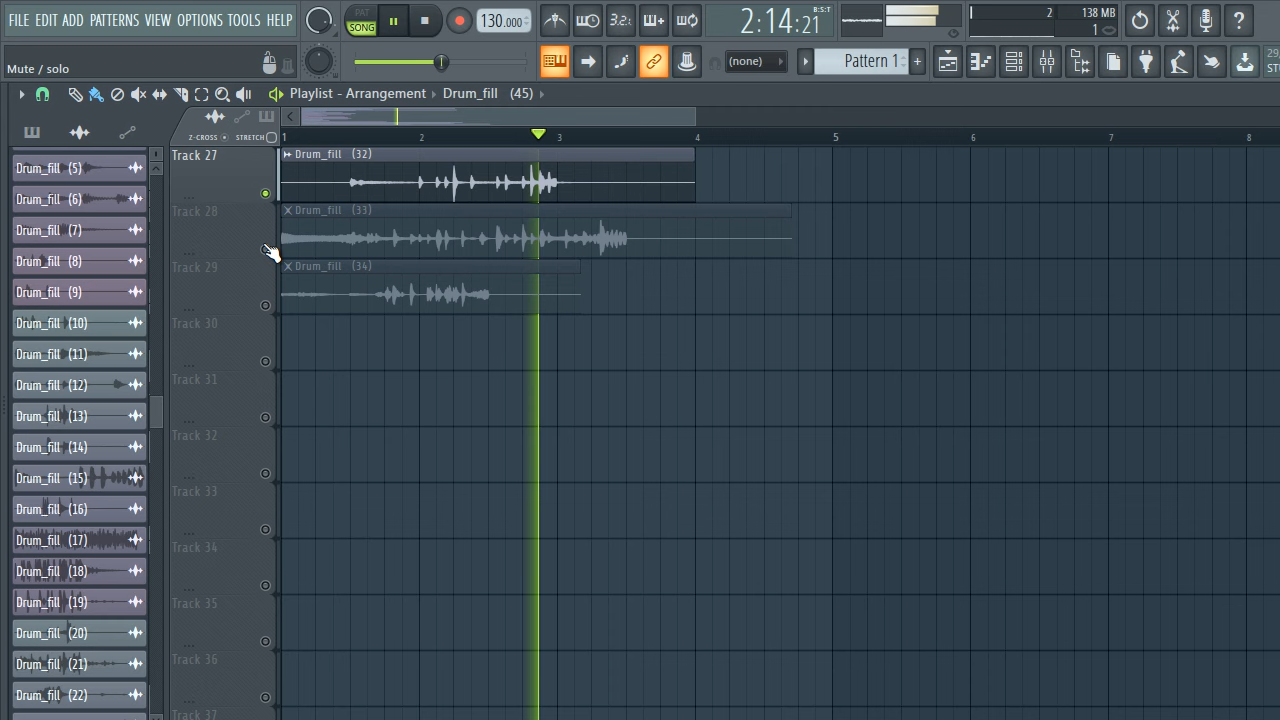 FILE EDIT ADD PATTERNS VIEW OPTIONS TOOLS HELP
PAT
SONG
130.000
3.2.
2:14:21
B:S:T
2
138 MB
1
Mute / solo
(none)
Pattern 1
+
Playlist - Arrangement
Drum_fill (45)
Z-CROSS
STRETCH
1
2
3
4
5
6
7
8
Drum_fill (5)
Drum_fill (6)
Drum_fill (7)
Drum_fill (8)
Drum_fill (9)
Drum_fill (10)
Drum_fill (11)
Drum_fill (12)
Drum_fill (13)
Drum_fill (14)
Drum_fill (15)
Drum_fill (16)
Drum_fill (17)
Drum_fill (18)
Drum_fill (19)
Drum_fill (20)
Drum_fill (21)
Drum_fill (22)
Track 27
Drum_fill (32)
Track 28
Drum_fill (33)
Track 29
Drum_fill (34)
Track 30
Track 31
Track 32
Track 33
Track 34
Track 35
Track 36
Track 37